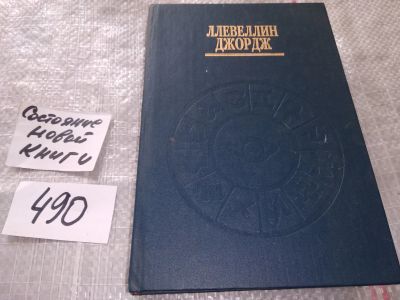 ЛЛЕВЕЛЛИН
ДЖОРДЖ
Состояние
новой
книги
490